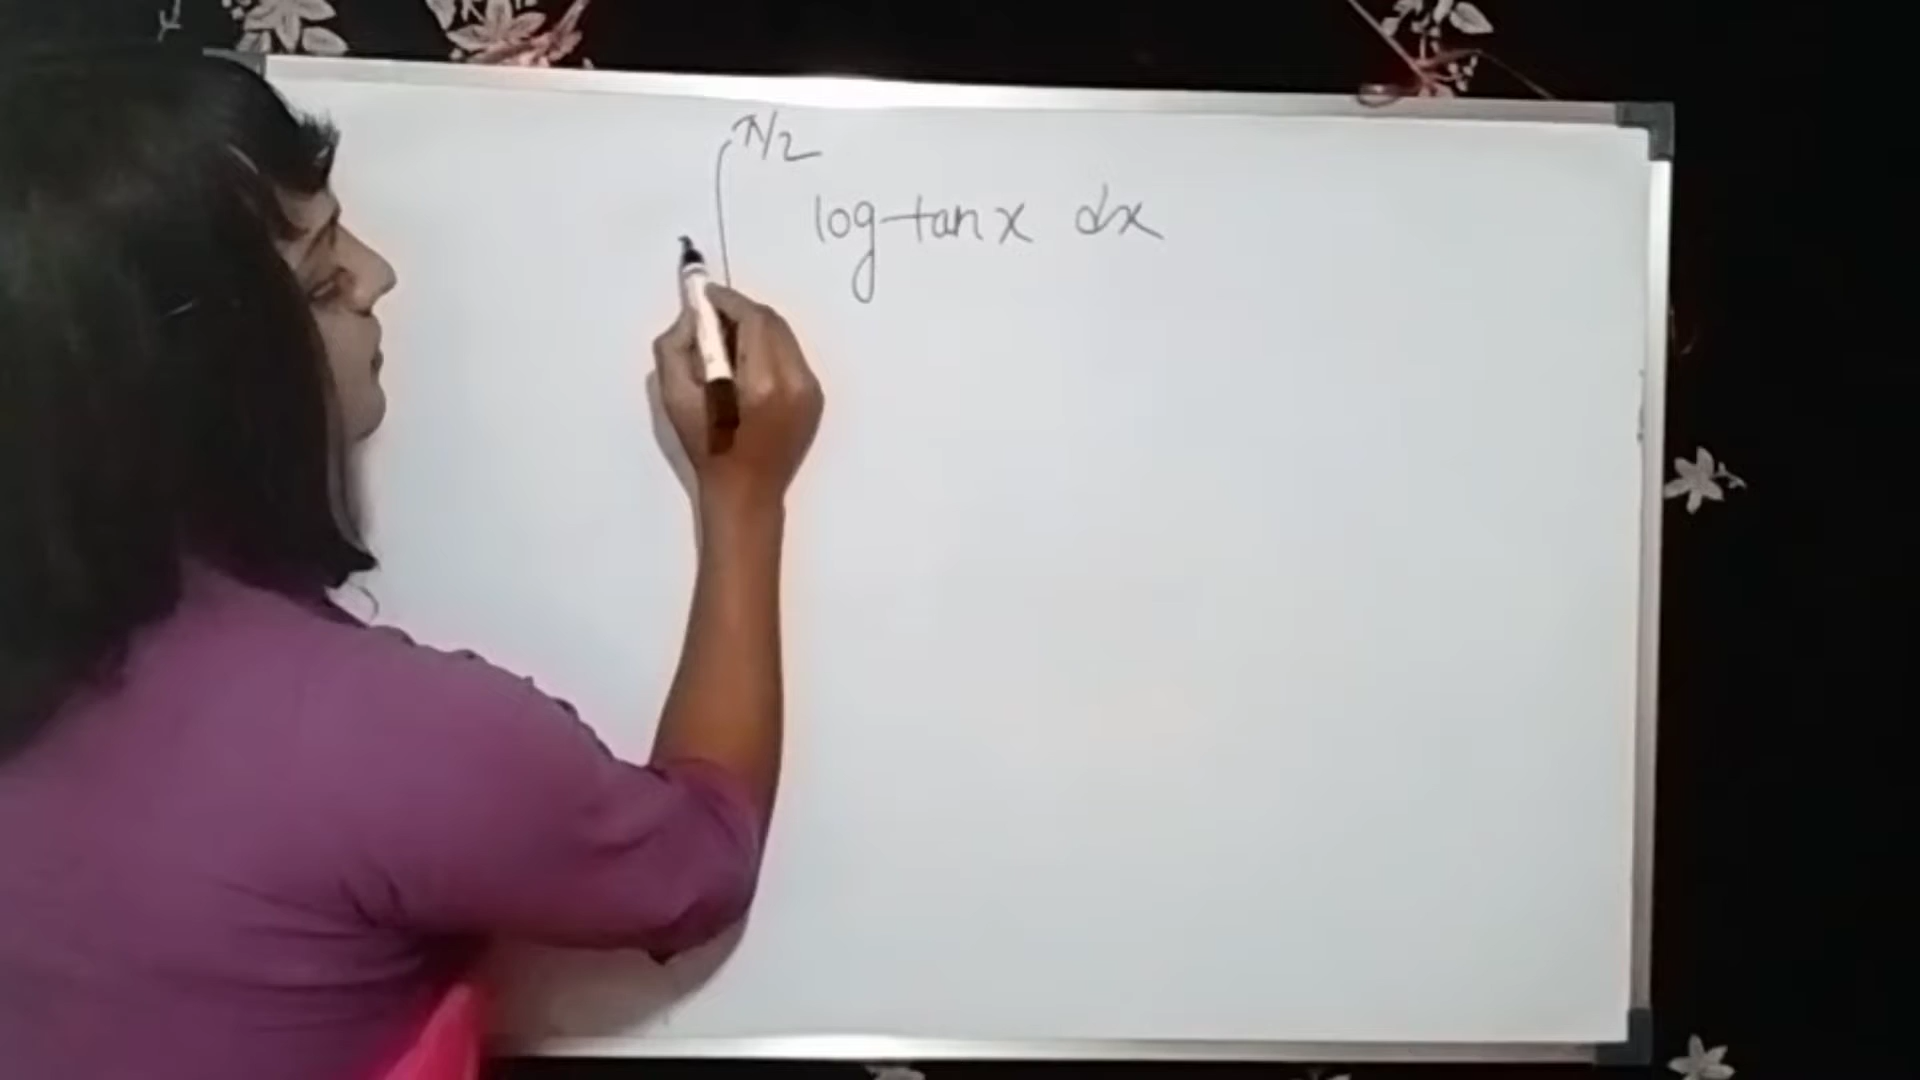 ∫^π/2 log tan x dx